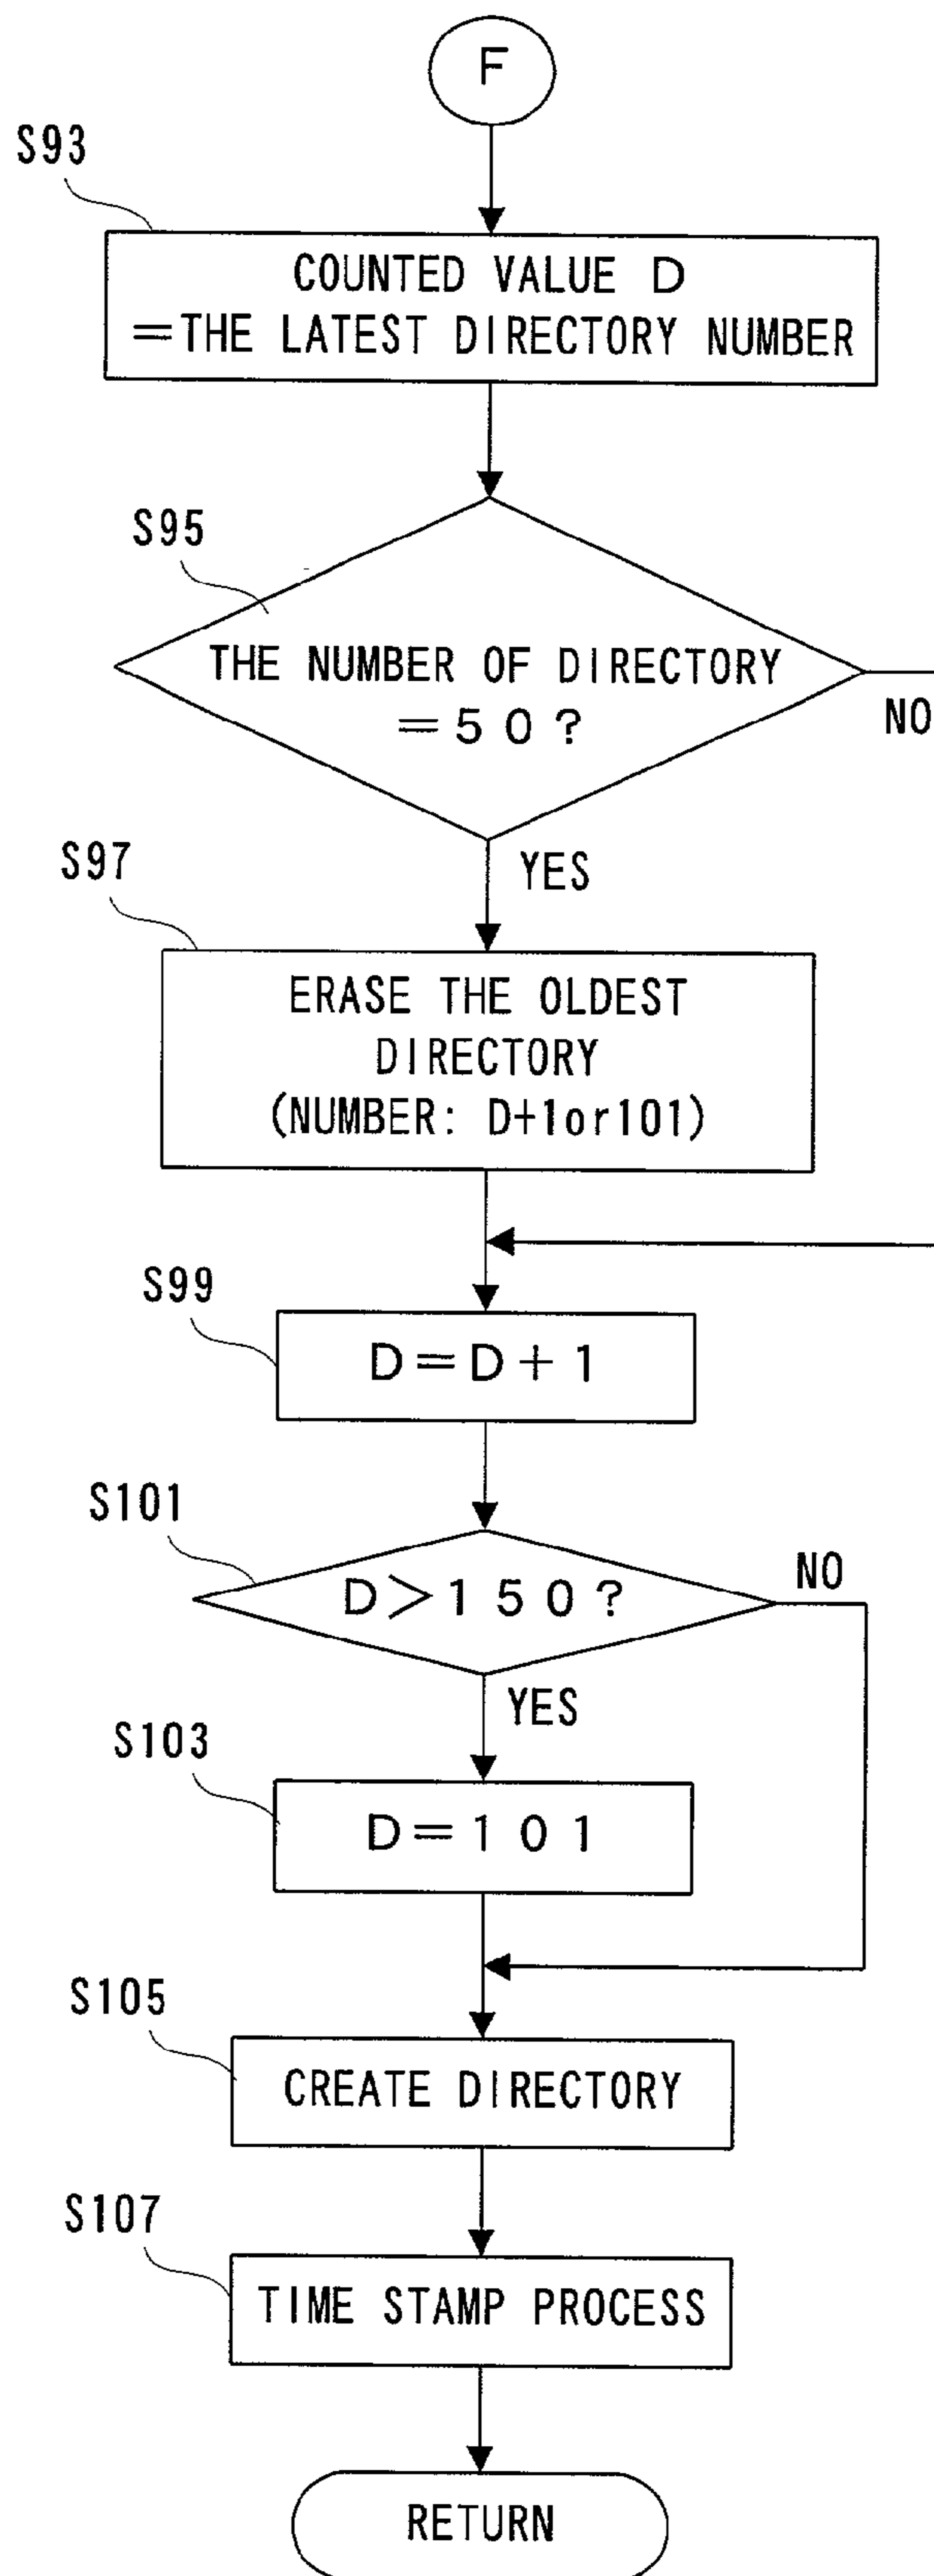 F
S93
COUNTED VALUE D
=THE LATEST DIRECTORY NUMBER
S95
THE NUMBER OF DIRECTORY
=50?
NO
YES
S97
ERASE THE OLDEST
DIRECTORY
(NUMBER: D+1or101)
S99
D=D+1
S101
D>150?
NO
YES
S103
D=101
S105
CREATE DIRECTORY
S107
TIME STAMP PROCESS
RETURN